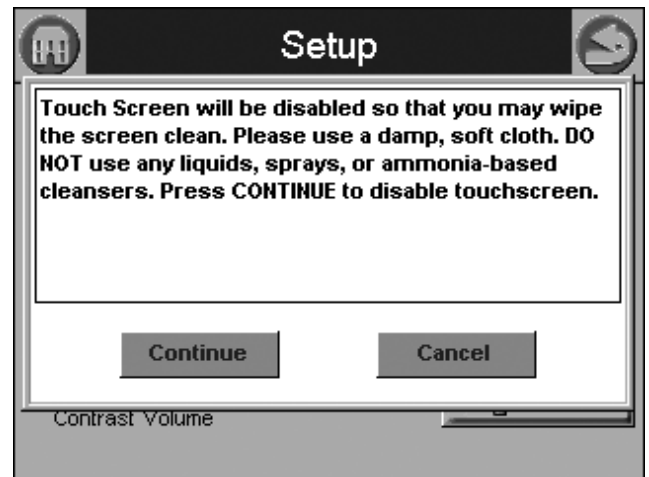 Setup
Touch Screen will be disabled so that you may wipe
the screen clean. Please use a damp, soft cloth. DO
NOT use any liquids, sprays, or ammonia-based
cleansers. Press CONTINUE to disable touchscreen.
Continue Cancel
Contrast Volume